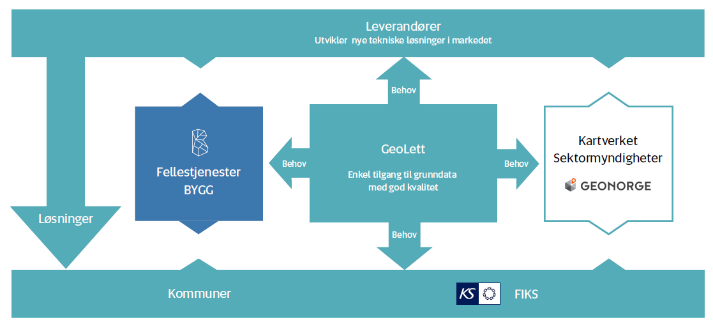 Leverandører
Utvikler nye tekniske løsninger i markedet
Behov
Fellestjenester
BYGG
Behov
GeoLett
Enkel tilgang til grunndata
med god kvalitet
Behov
Kartverket
Sektormyndigheter
GEONORGE
Løsninger
Behov
Kommuner
KS
FIKS